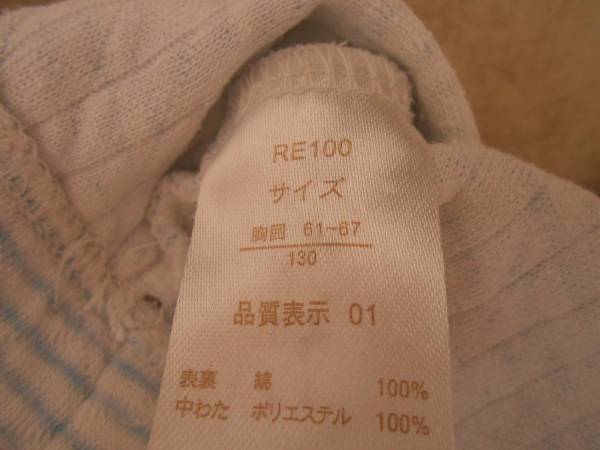 RE100
サイズ
胸囲 61~67
130
品質表示 01
表裏 綿 100%
中わた ポリエステル 100%